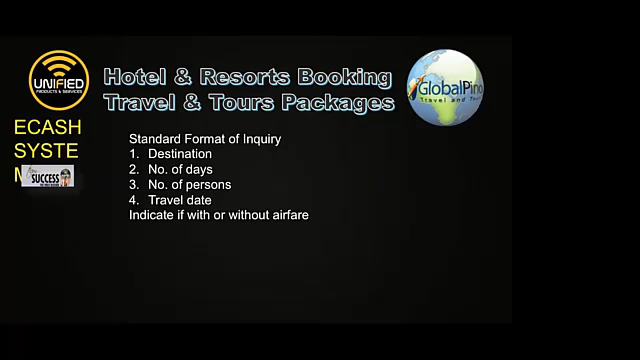 UNIFIED
PRODUCTS & SERVICES
Hotel & Resorts Booking
Travel & Tours Packages
GlobalPino
Travel and Tours
ECASH
SYSTE
M
SUCCESS
Standard Format of Inquiry
1. Destination
2. No. of days
3. No. of persons
4. Travel date
Indicate if with or without airfare